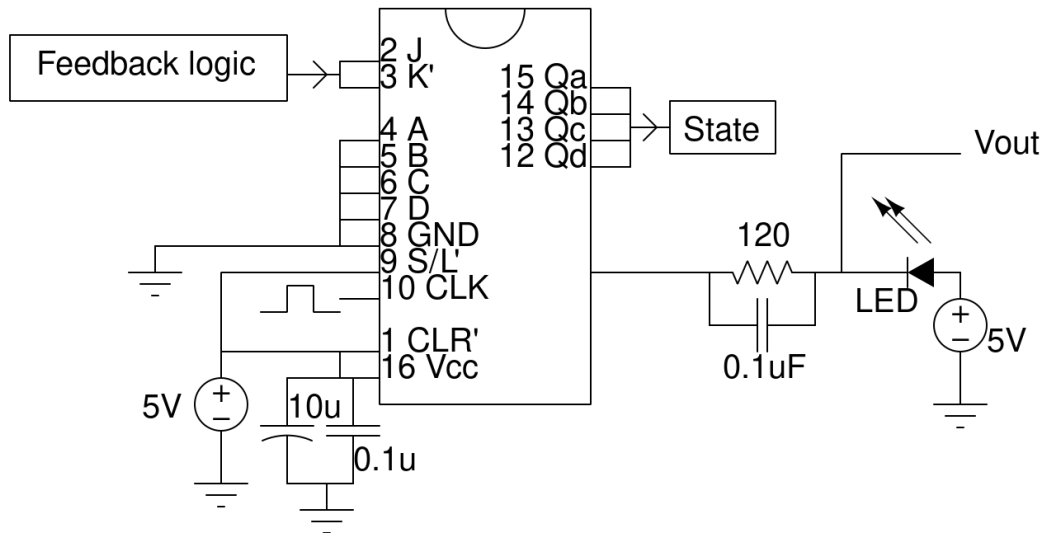 Feedback logic
2 J
3 K'
4 A
5 B
6 C
7 D
8 GND
9 S/L'
10 CLK
1 CLR'
16 Vcc
15 Qa
14 Qb
13 Qc
12 Qd
State
Vout
120
0.1uF
LED
+
−
5V
5V
+
−
10u
0.1u